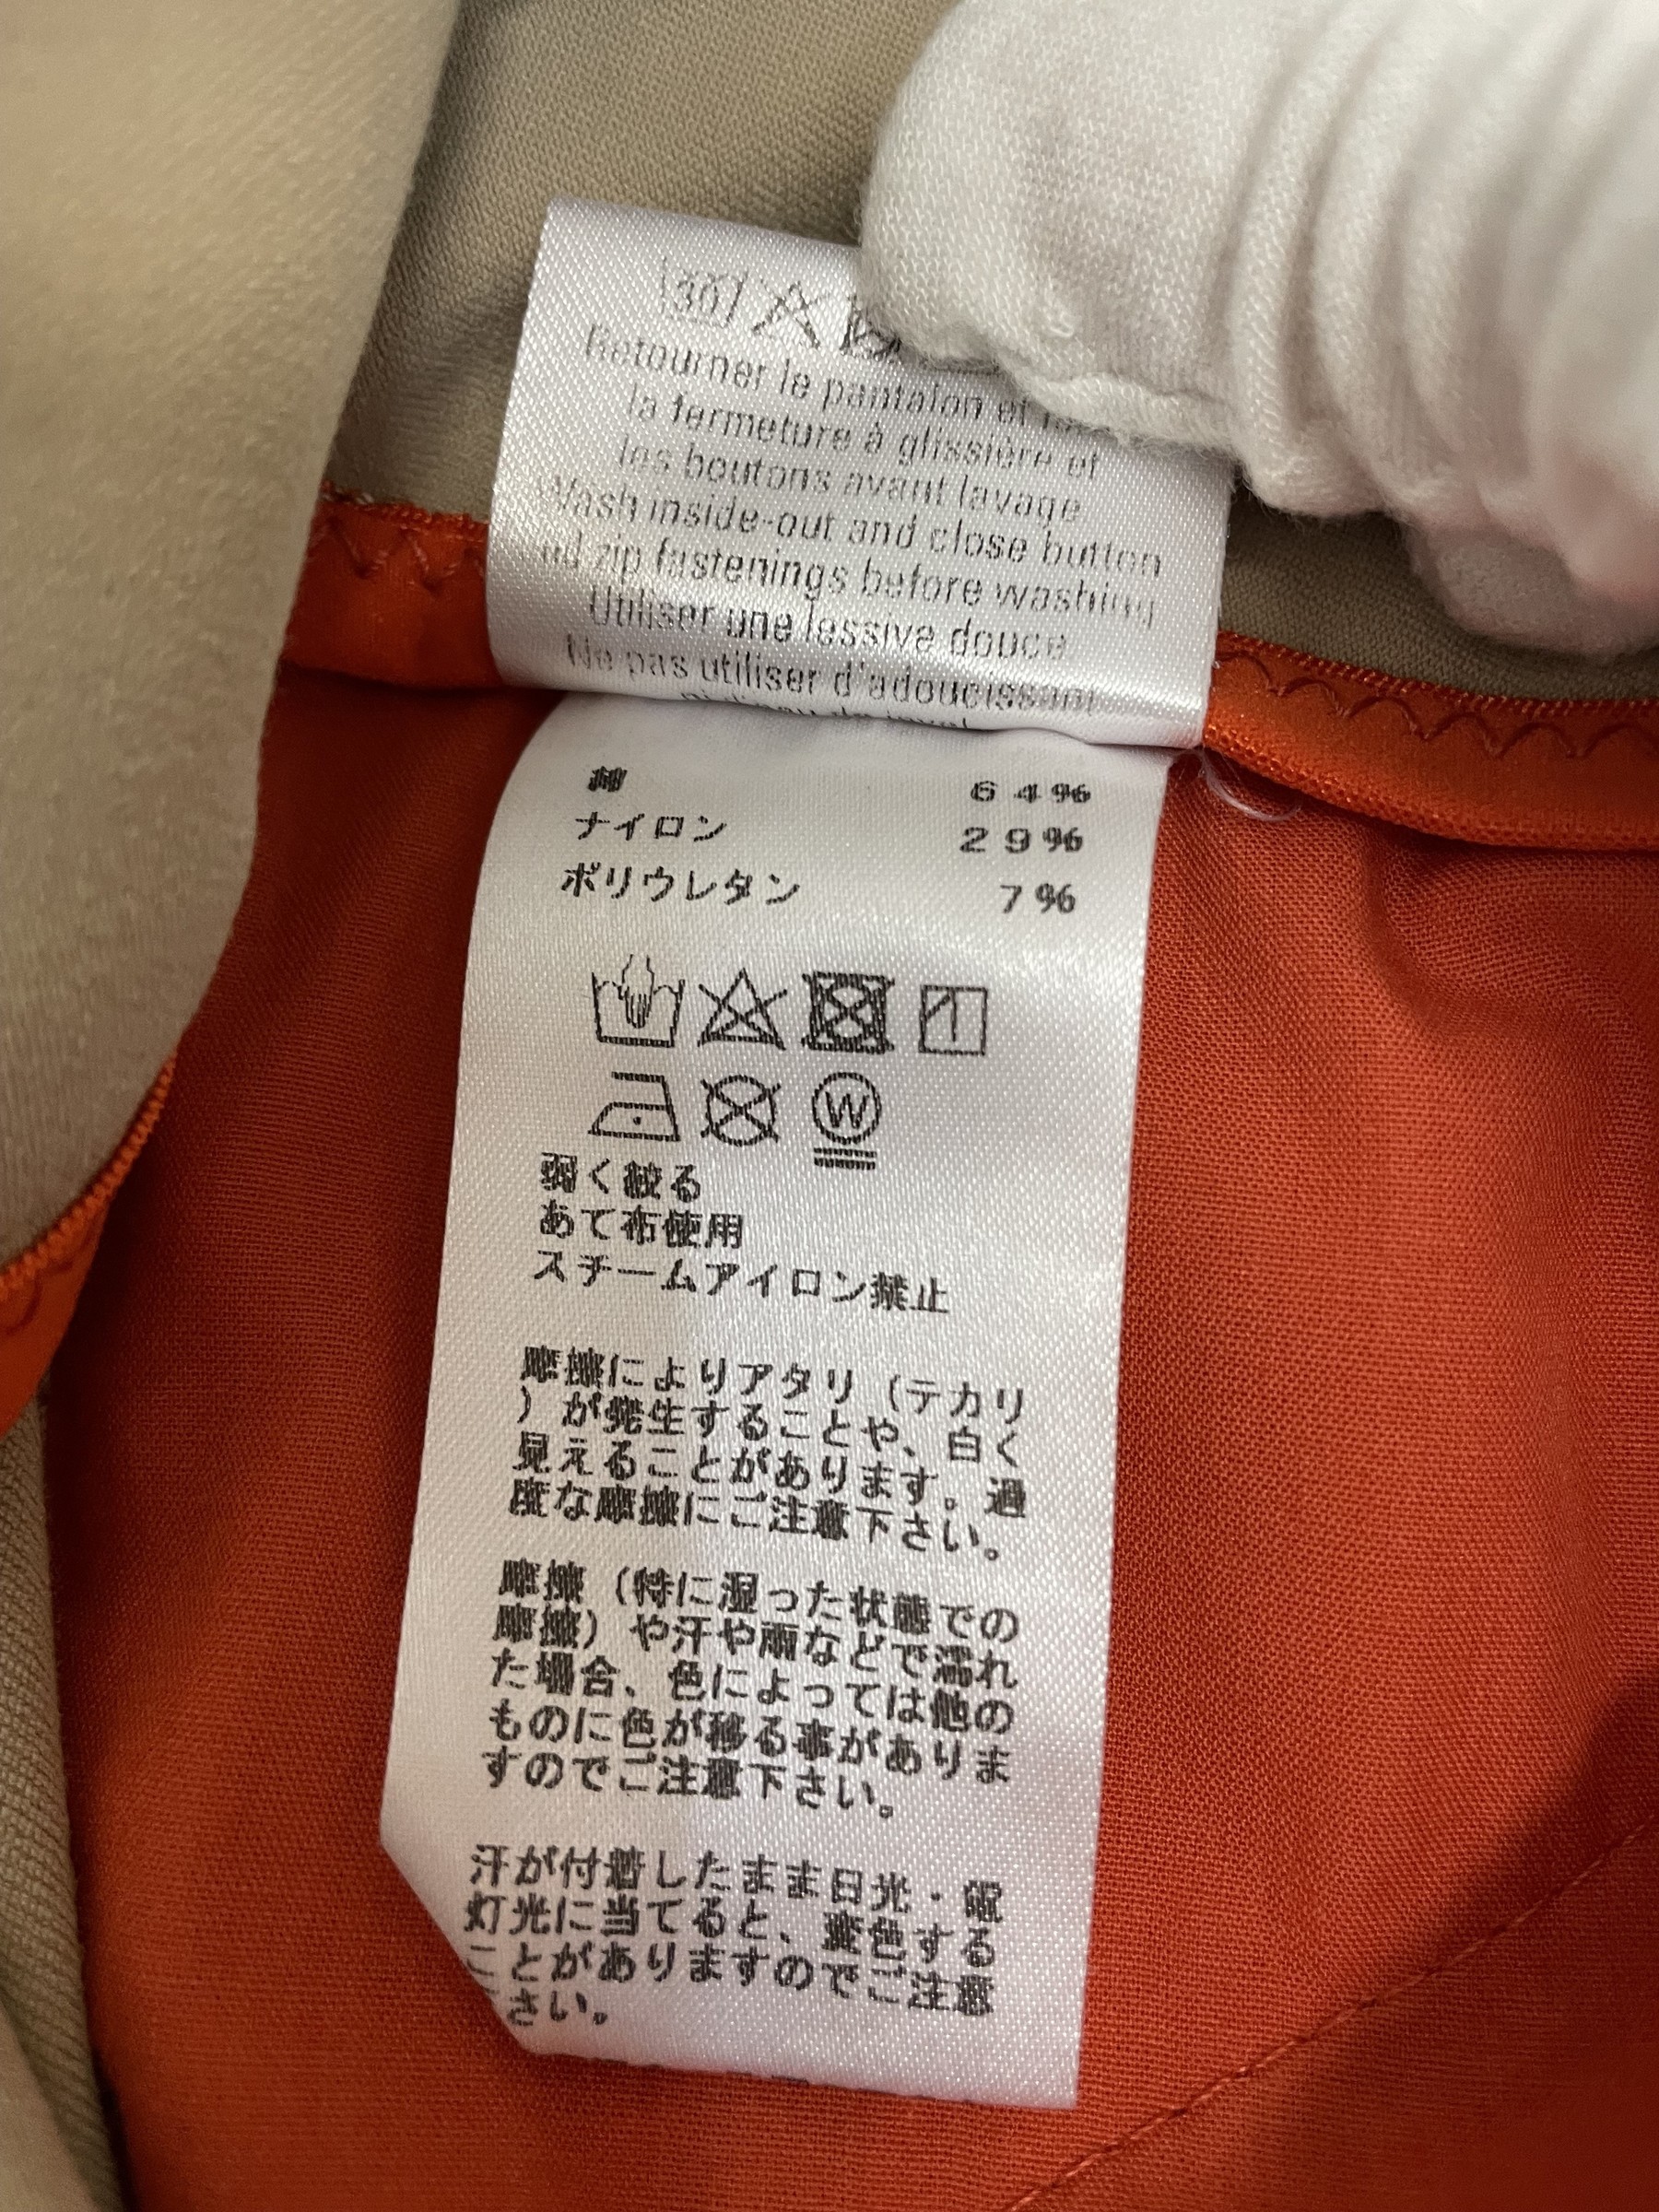 30
Retourner le pantalon et
la fermeture à glissière et
les boutons avant lavage
Wash inside-out and close button
and zip fastenings before washing
Utiliser une lessive douce
Ne pas utiliser d'adoucissant
綿 64%
ナイロン 29%
ポリウレタン 7%
W
弱く絞る
あて布使用
スチームアイロン禁止
摩擦によりアタリ（テカリ
）が発生することや、白く
見えることがあります。過
度な摩擦にご注意下さい。
摩擦（特に湿った状態での
摩擦）や汗や雨などで濡れ
た場合、色によっては他の
ものに色が移る事がありま
すのでご注意下さい。
汗が付着したまま日光・電
灯光に当てると、変色する
ことがありますのでご注意
さい。